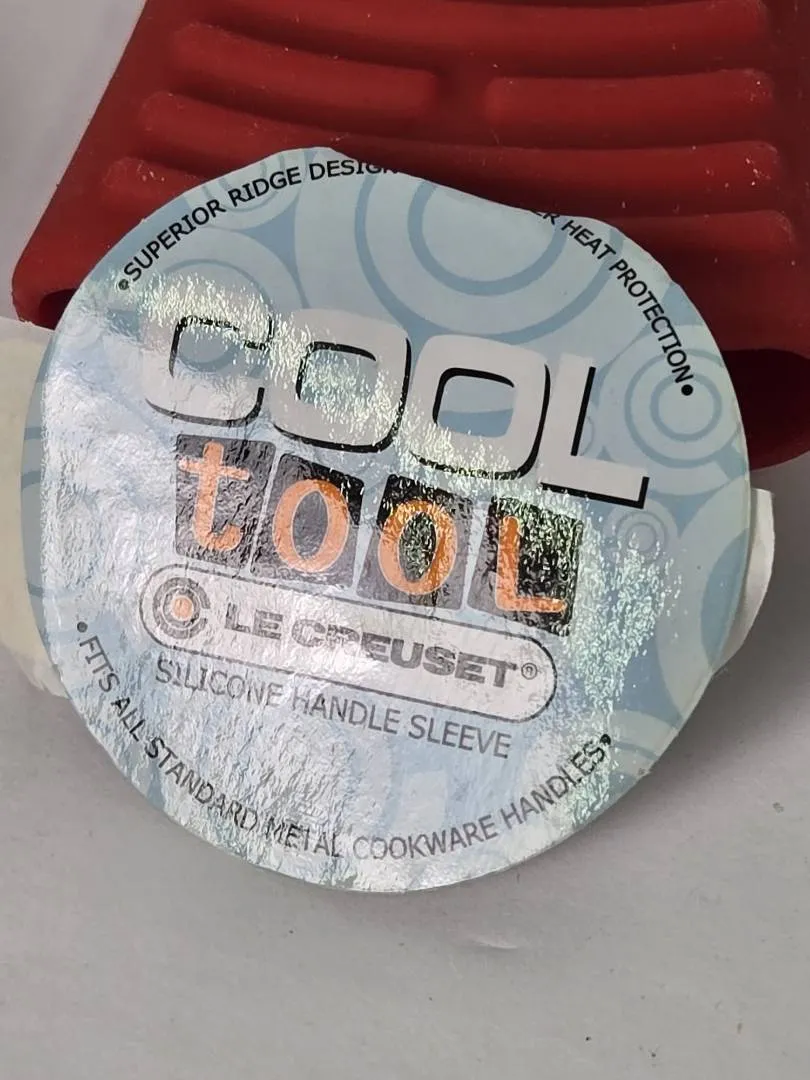 •SUPERIOR RIDGE DESIGN
HEAT PROTECTION•
COOL
tOOL
LE CREUSET®
SILICONE HANDLE SLEEVE
•FITS ALL STANDARD METAL COOKWARE HANDLES•